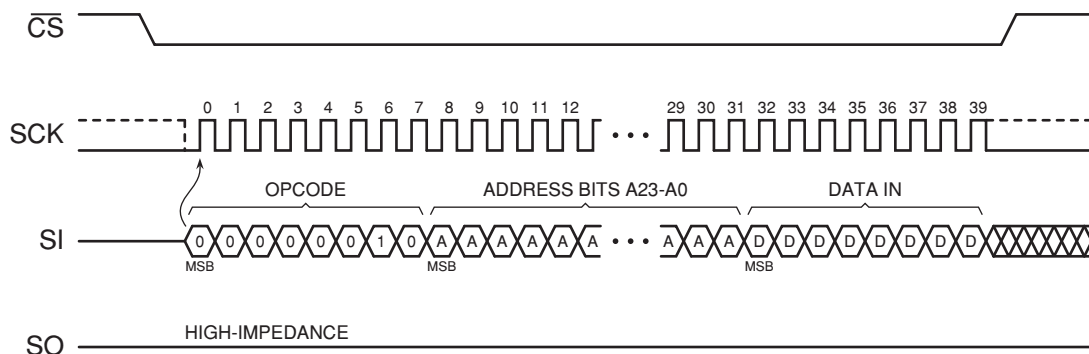 CS
SCK
0 1 2 3 4 5 6 7 8 9 10 11 12 29 30 31 32 33 34 35 36 37 38 39
OPCODE ADDRESS BITS A23-A0 DATA IN
SI
0 0 0 0 0 0 1 0 A A A A A A A A A D D D D D D D D
MSB MSB MSB
HIGH-IMPEDANCE
SO